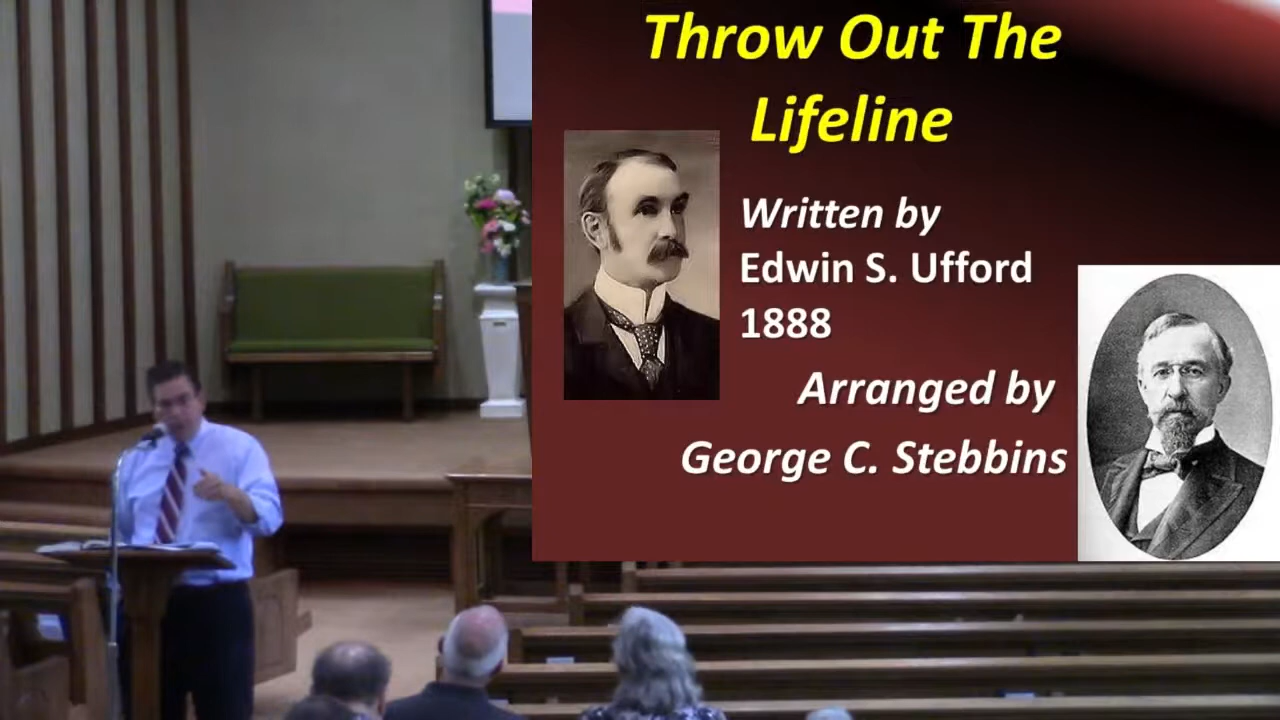 Throw Out The
Lifeline
Written by
Edwin S. Ufford
1888
Arranged by
George C. Stebbins